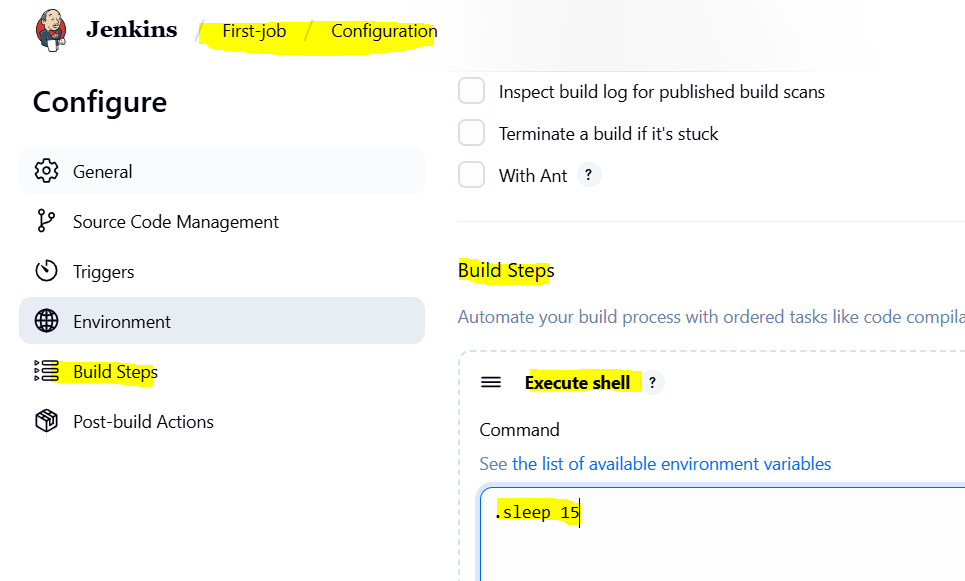 Jenkins / First-job / Configuration
Configure
General
Source Code Management
Triggers
Environment
Build Steps
Post-build Actions
Inspect build log for published build scans
Terminate a build if it's stuck
With Ant ?
Build Steps
Automate your build process with ordered tasks like code compila
Execute shell ?
Command
See the list of available environment variables
.sleep 15